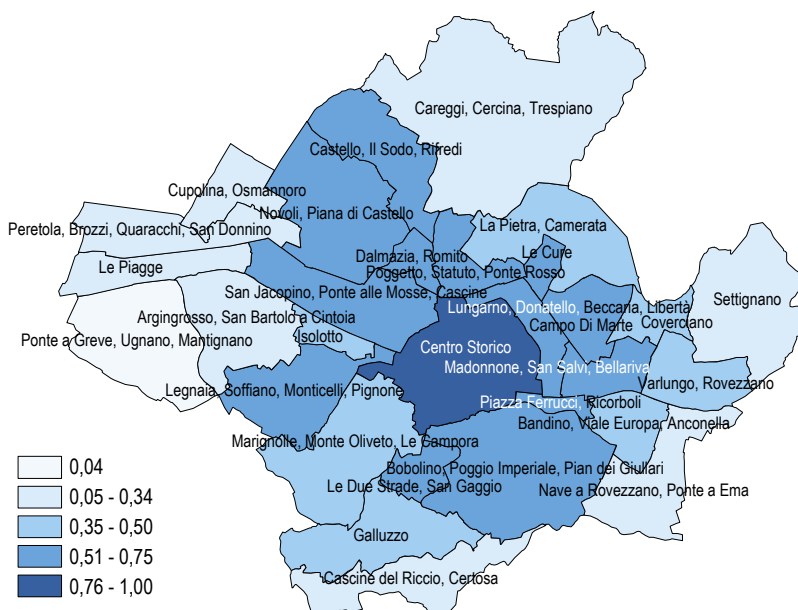 Careggi, Cercina, Trespiano
Castello, Il Sodo, Rifredi
Cupolina, Osmannoro
Novoli, Piana di Castello
Peretola, Brozzi, Quaracchi, San Donnino
La Pietra, Camerata
Le Cure
Dalmazia, Romito
Poggetto, Statuto, Ponte Rosso
Le Piagge
Settignano
San Jacopino, Ponte alle Mosse, Cascine
Lungarno, Donatello, Beccaria, Libertà
Argingrosso, San Bartolo a Cintoia
Campo Di Marte
Coverciano
Isolotto
Ponte a Greve, Ugnano, Mantignano
Centro Storico
Madonnone, San Salvi, Bellariva
Legnaia, Soffiano, Monticelli, Pignone
Varlungo, Rovezzano
Piazza Ferrucci, Ricorboli
Bandino, Viale Europa, Anconella
Marignolle, Monte Oliveto, Le Campora
Bobolino, Poggio Imperiale, Pian dei Giullari
Le Due Strade, San Gaggio
Nave a Rovezzano, Ponte a Ema
Galluzzo
Cascine del Riccio, Certosa
0,04
0,05 - 0,34
0,35 - 0,50
0,51 - 0,75
0,76 - 1,00